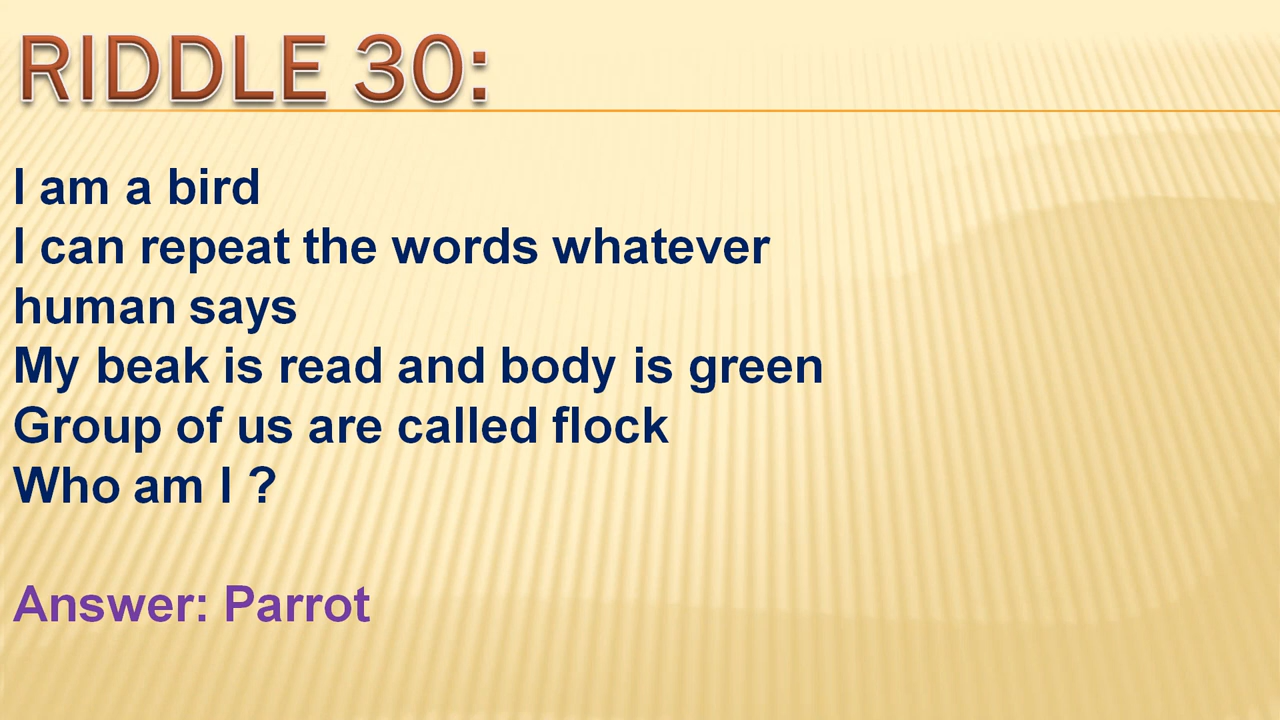 RIDDLE 30:
I am a bird
I can repeat the words whatever
human says
My beak is read and body is green
Group of us are called flock
Who am I ?
Answer: Parrot